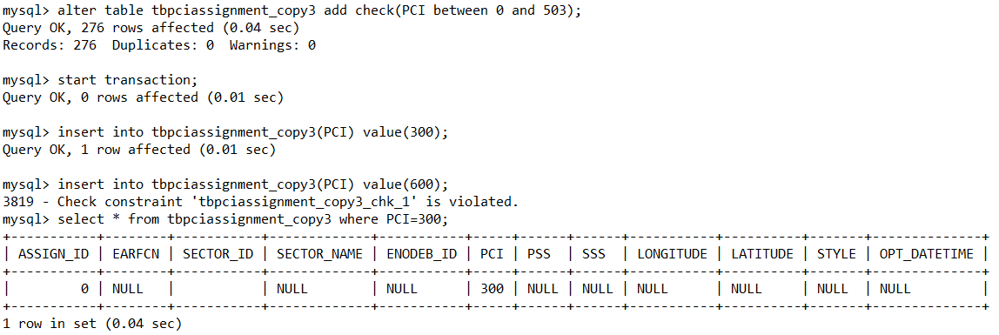 mysql> alter table tbpciassignment_copy3 add check(PCI between 0 and 503);
Query OK, 276 rows affected (0.04 sec)
Records: 276  Duplicates: 0  Warnings: 0

mysql> start transaction;
Query OK, 0 rows affected (0.01 sec)

mysql> insert into tbpciassignment_copy3(PCI) value(300);
Query OK, 1 row affected (0.01 sec)

mysql> insert into tbpciassignment_copy3(PCI) value(600);
3819 - Check constraint 'tbpciassignment_copy3_chk_1' is violated.
mysql> select * from tbpciassignment_copy3 where PCI=300;
+-----------+--------+-----------+-------------+-----------+-----+------+------+-----------+----------+-------+--------------+
| ASSIGN_ID | EARFCN | SECTOR_ID | SECTOR_NAME | ENODEB_ID | PCI | PSS  | SSS  | LONGITUDE | LATITUDE | STYLE | OPT_DATETIME |
+-----------+--------+-----------+-------------+-----------+-----+------+------+-----------+----------+-------+--------------+
|         0 | NULL   |           | NULL        | NULL      | 300 | NULL | NULL | NULL      | NULL     | NULL  | NULL         |
+-----------+--------+-----------+-------------+-----------+-----+------+------+-----------+----------+-------+--------------+
1 row in set (0.04 sec)